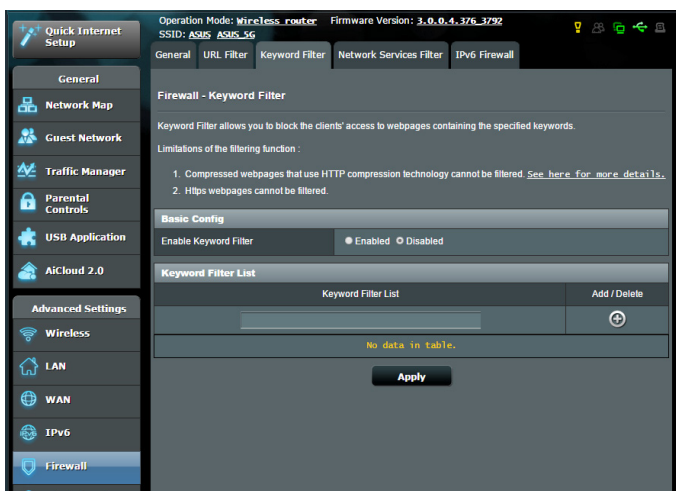 Quick Internet
Setup
Operation Mode: Wireless router Firmware Version: 3.0.0.4.376_3792
SSID: ASUS ASUS_5G
General URL Filter Keyword Filter Network Services Filter IPv6 Firewall
General
Network Map
Guest Network
Traffic Manager
Parental
Controls
USB Application
AiCloud 2.0
Advanced Settings
Wireless
LAN
WAN
IPv6
Firewall
Firewall - Keyword Filter
Keyword Filter allows you to block the clients' access to webpages containing the specified keywords.
Limitations of the filtering function :
1. Compressed webpages that use HTTP compression technology cannot be filtered. See here for more details.
2. Https webpages cannot be filtered.
Basic Config
Enable Keyword Filter Enabled Disabled
Keyword Filter List
Keyword Filter List Add / Delete
No data in table.
Apply